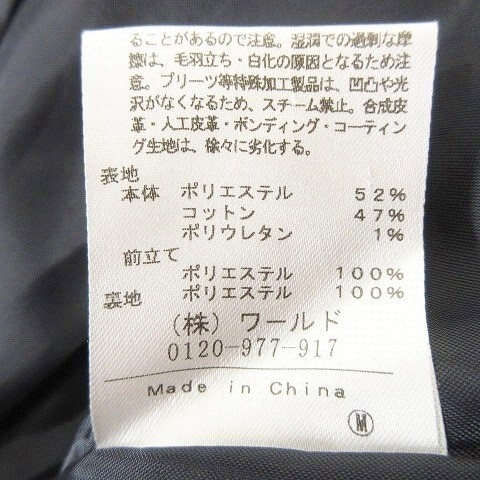 ることがあるので注意。湿潤での過剰な摩
擦は、毛羽立ち・白化の原因となるため注
意。プリーツ等特殊加工製品は、凹凸や光
沢がなくなるため、スチーム禁止。合成皮
革・人工皮革・ボンディング・コーティン
グ生地は、徐々に劣化する。
表地
本体 ポリエステル 52%
コットン 47%
ポリウレタン 1%
前立て
ポリエステル 100%
裏地 ポリエステル 100%
(株) ワールド
0120-977-917
Made in China
M